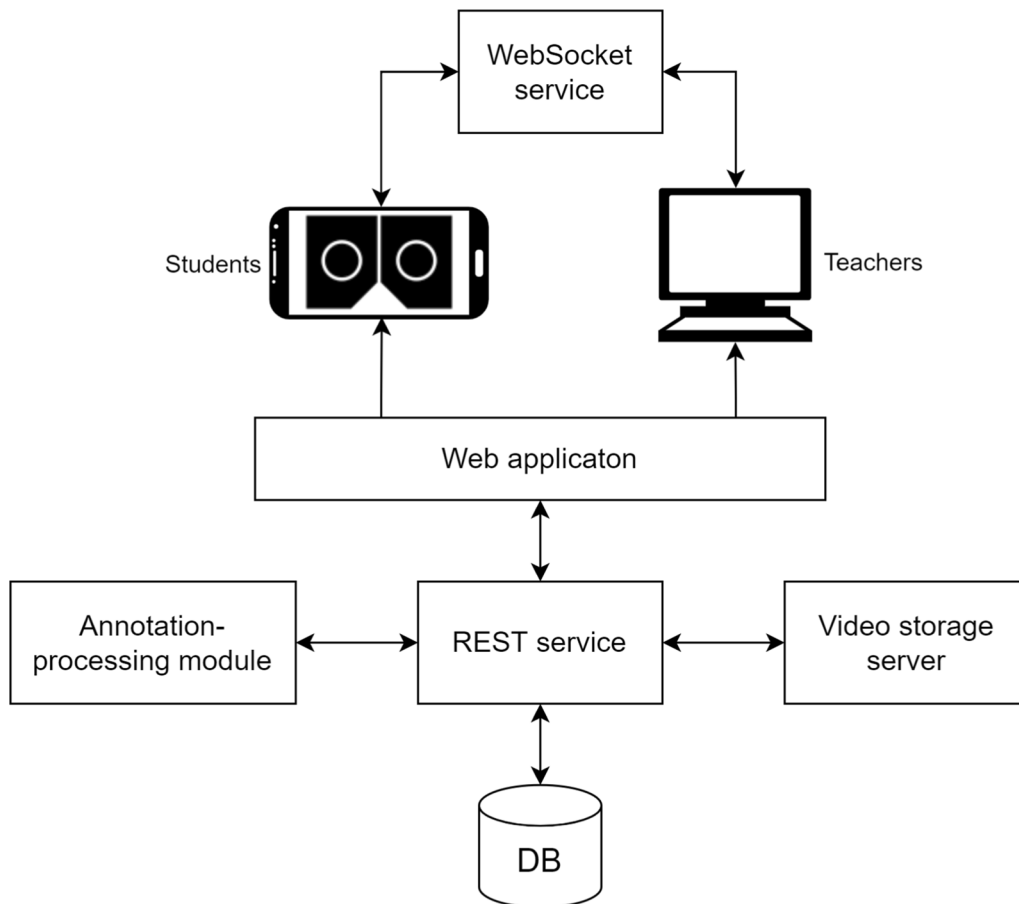 WebSocket
service
Students
Teachers
Web applicaton
Annotation-
processing module
REST service
Video storage
server
DB